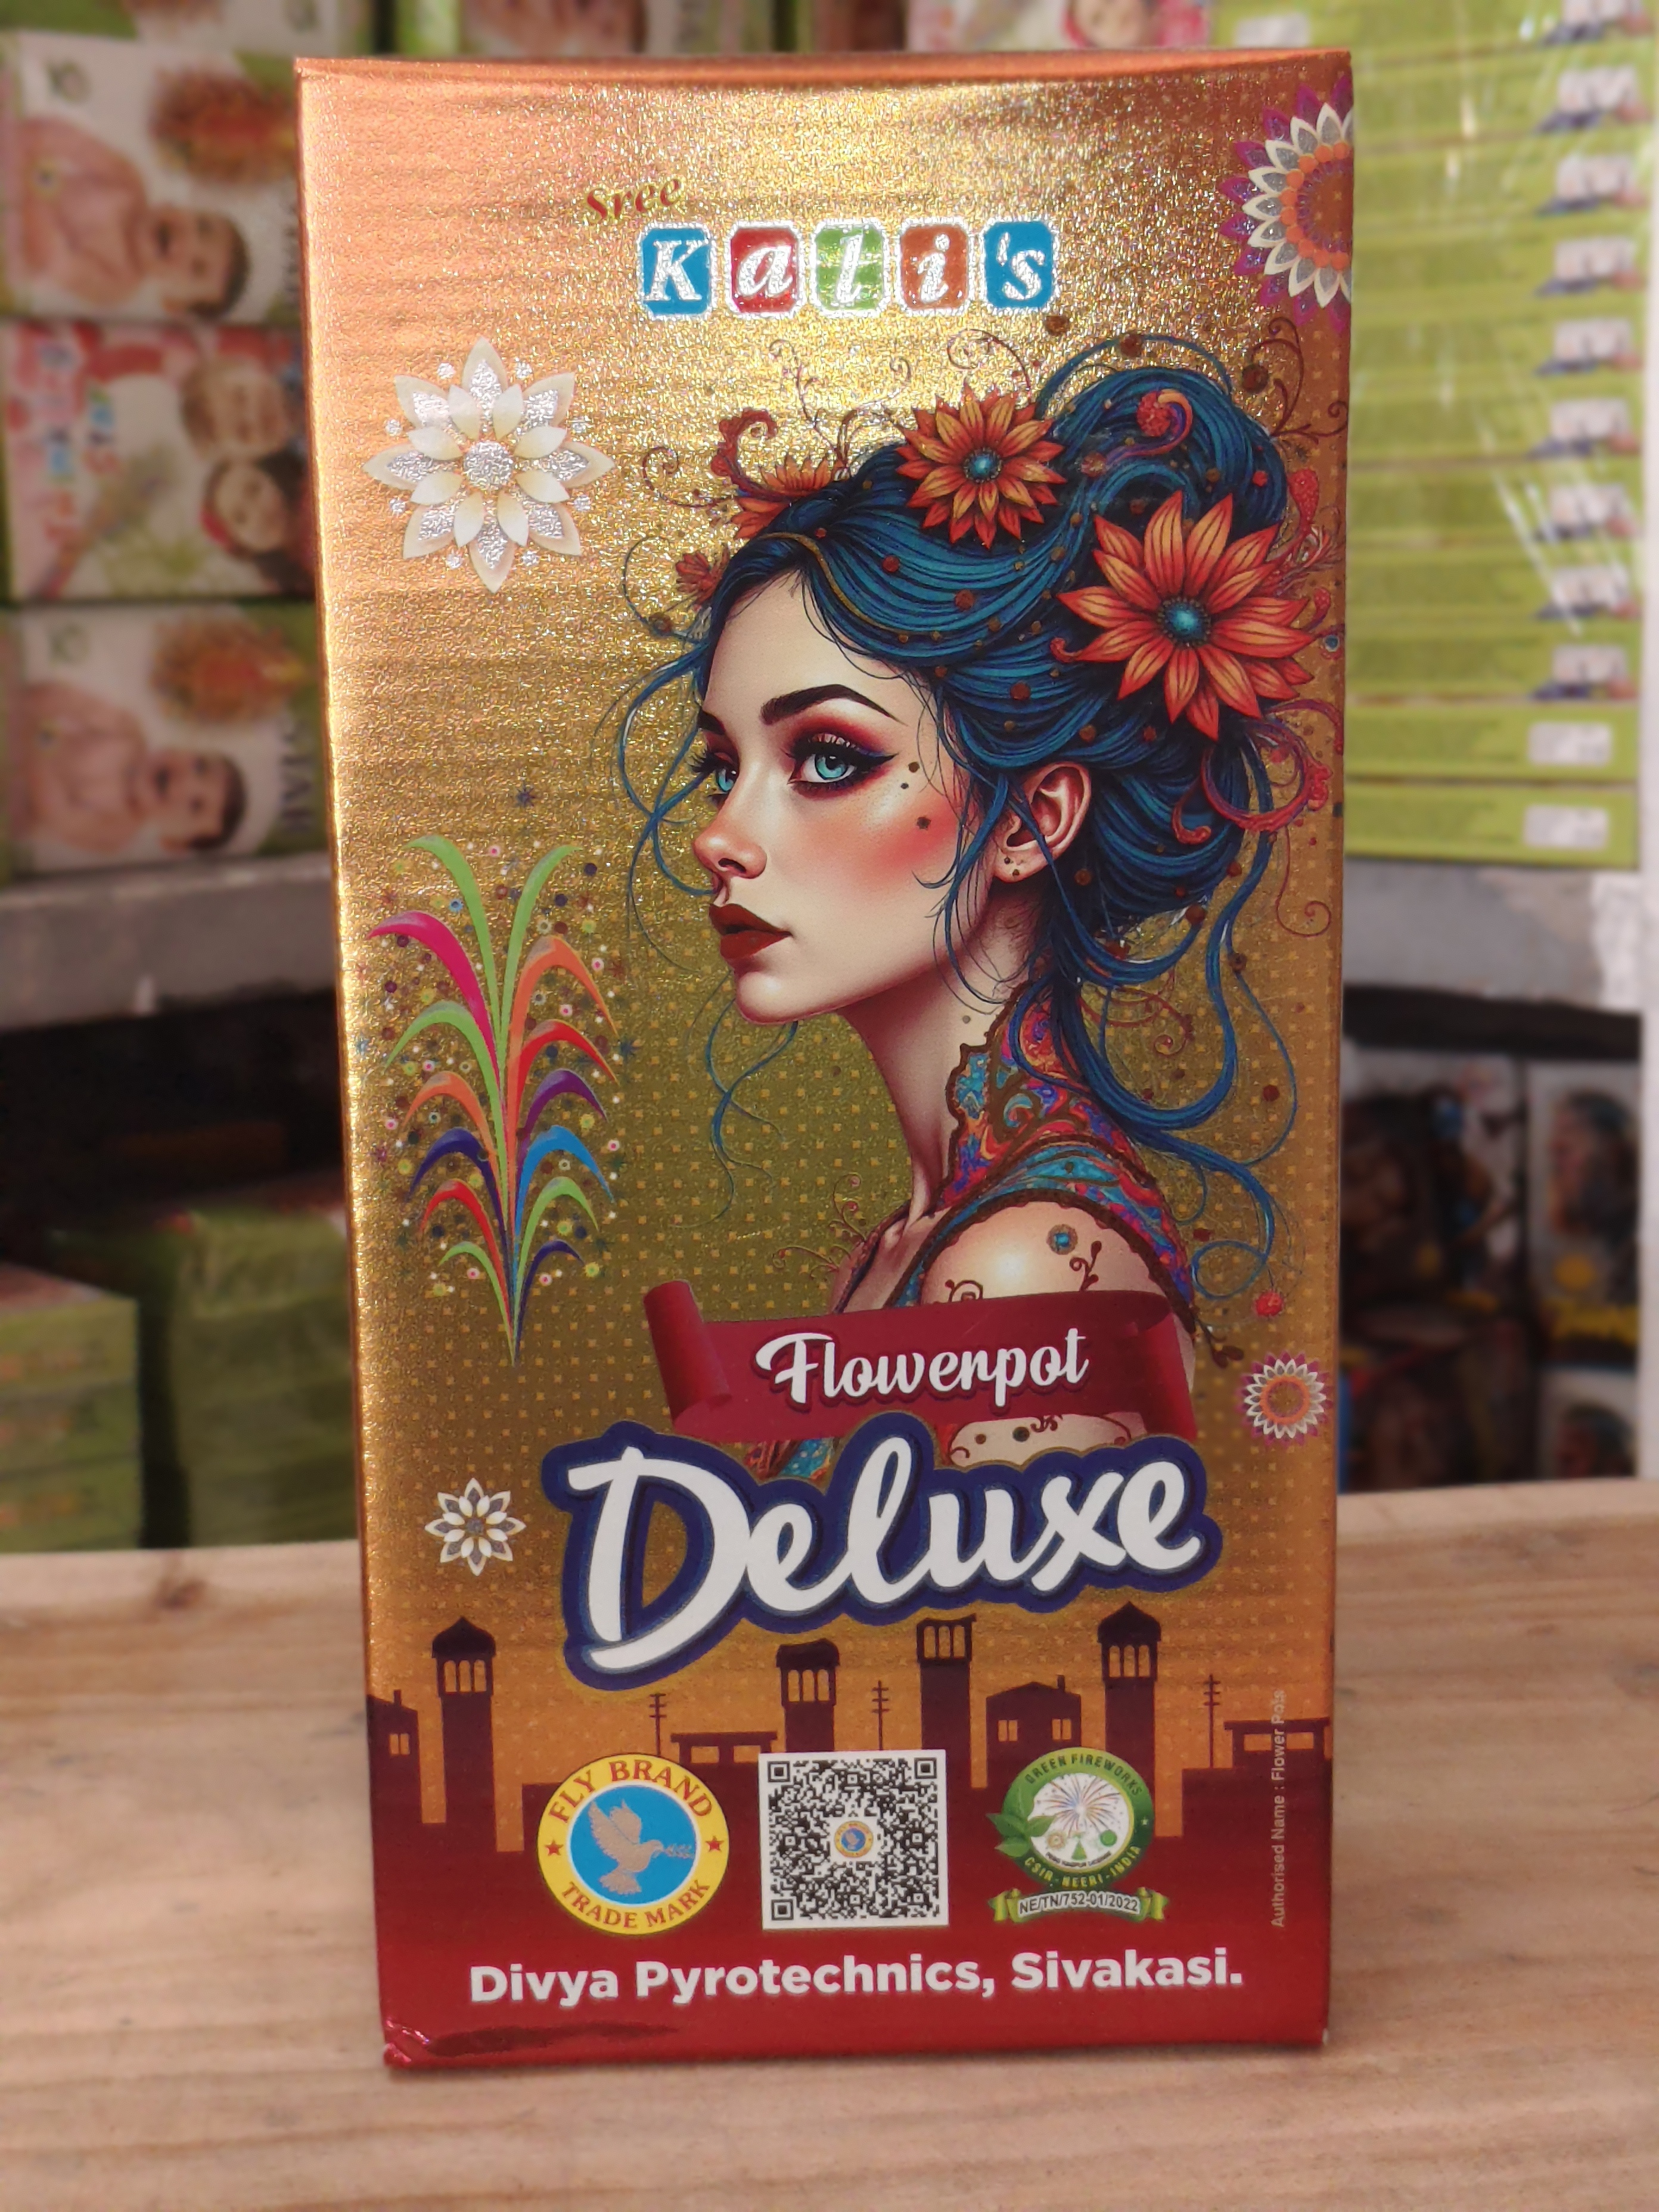 Sree
Kali's
Flowerpot
Deluxe
FLY BRAND
TRADE MARK
GREEN FIREWORKS
CSIR-NEERI-INDIA
NE/TN/752-01/2022
Authorised Name : Flower Pots
Divya Pyrotechnics, Sivakasi.